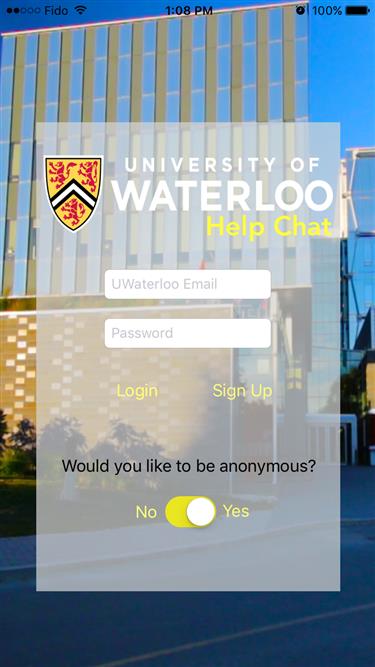 Fido 1:08 PM 100%
UNIVERSITY OF
WATERLOO
Help Chat
UWaterloo Email
Password
Login Sign Up
Would you like to be anonymous?
No Yes